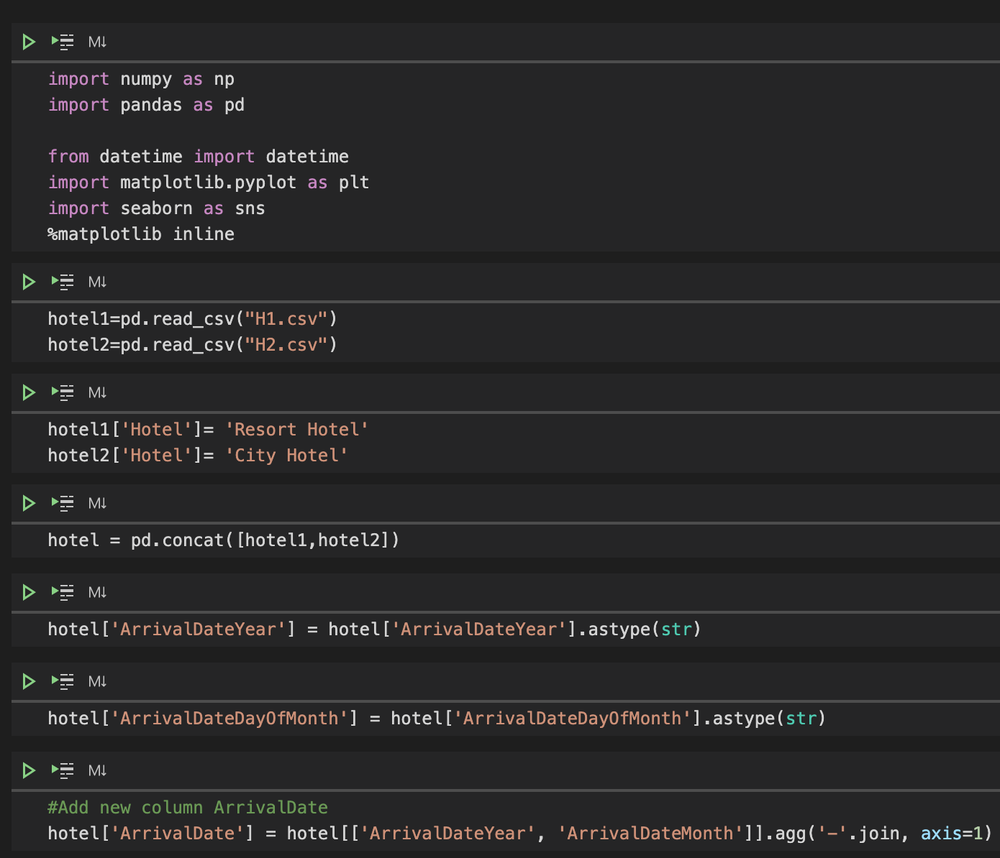 M↓
import numpy as np
import pandas as pd
from datetime import datetime
import matplotlib.pyplot as plt
import seaborn as sns
%matplotlib inline
M↓
hotel1=pd.read_csv("H1.csv")
hotel2=pd.read_csv("H2.csv")
M↓
hotel1['Hotel']= 'Resort Hotel'
hotel2['Hotel']= 'City Hotel'
M↓
hotel = pd.concat([hotel1,hotel2])
M↓
hotel['ArrivalDateYear'] = hotel['ArrivalDateYear'].astype(str)
M↓
hotel['ArrivalDateDayOfMonth'] = hotel['ArrivalDateDayOfMonth'].astype(str)
M↓
#Add new column ArrivalDate
hotel['ArrivalDate'] = hotel[['ArrivalDateYear', 'ArrivalDateMonth']].agg('-'.join, axis=1)